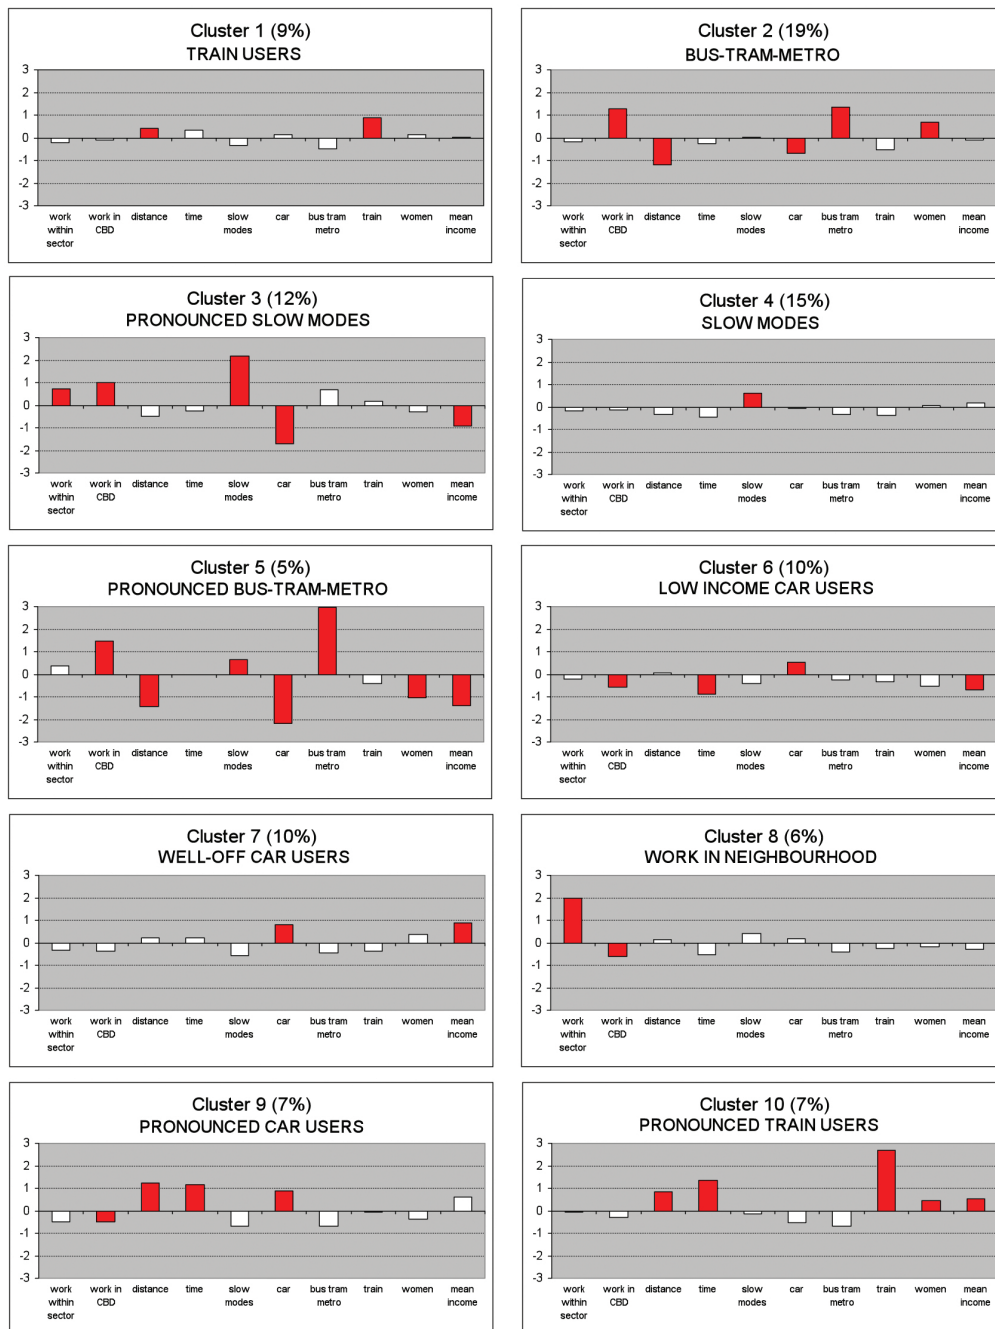 Cluster 1 (9%)
TRAIN USERS
3
2
1
0
-1
-2
-3
work within sector
work in CBD
distance
time
slow modes
car
bus tram metro
train
women
mean income
Cluster 2 (19%)
BUS-TRAM-METRO
3
2
1
0
-1
-2
-3
work within sector
work in CBD
distance
time
slow modes
car
bus tram metro
train
women
mean income
Cluster 3 (12%)
PRONOUNCED SLOW MODES
3
2
1
0
-1
-2
-3
work within sector
work in CBD
distance
time
slow modes
car
bus tram metro
train
women
mean income
Cluster 4 (15%)
SLOW MODES
3
2
1
0
-1
-2
-3
work within sector
work in CBD
distance
time
slow modes
car
bus tram metro
train
women
mean income
Cluster 5 (5%)
PRONOUNCED BUS-TRAM-METRO
3
2
1
0
-1
-2
-3
work within sector
work in CBD
distance
time
slow modes
car
bus tram metro
train
women
mean income
Cluster 6 (10%)
LOW INCOME CAR USERS
3
2
1
0
-1
-2
-3
work within sector
work in CBD
distance
time
slow modes
car
bus tram metro
train
women
mean income
Cluster 7 (10%)
WELL-OFF CAR USERS
3
2
1
0
-1
-2
-3
work within sector
work in CBD
distance
time
slow modes
car
bus tram metro
train
women
mean income
Cluster 8 (6%)
WORK IN NEIGHBOURHOOD
3
2
1
0
-1
-2
-3
work within sector
work in CBD
distance
time
slow modes
car
bus tram metro
train
women
mean income
Cluster 9 (7%)
PRONOUNCED CAR USERS
3
2
1
0
-1
-2
-3
work within sector
work in CBD
distance
time
slow modes
car
bus tram metro
train
women
mean income
Cluster 10 (7%)
PRONOUNCED TRAIN USERS
3
2
1
0
-1
-2
-3
work within sector
work in CBD
distance
time
slow modes
car
bus tram metro
train
women
mean income